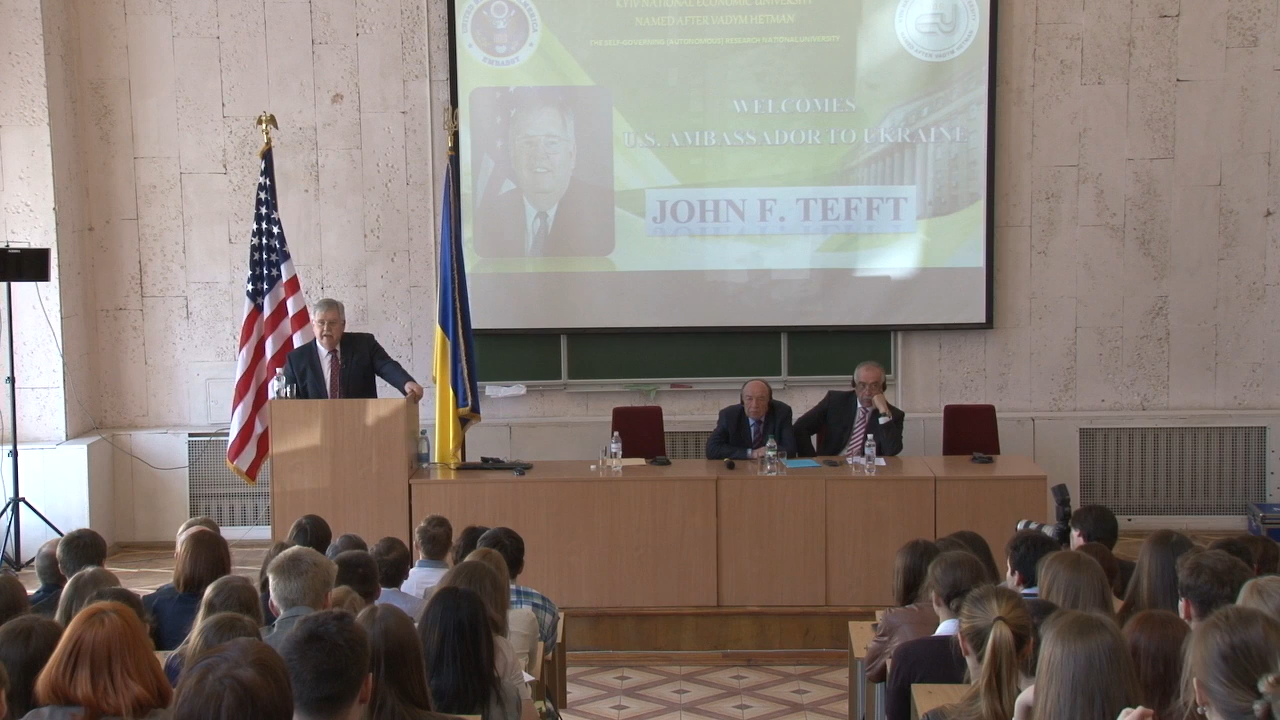 KYIV NATIONAL ECONOMIC UNIVERSITY
NAMED AFTER VADYM HETMAN
THE SELF-GOVERNING (AUTONOMOUS) RESEARCH NATIONAL UNIVERSITY
EMBASSY
WELCOMES
U.S. AMBASSADOR TO UKRAINE
JOHN F. TEFFT